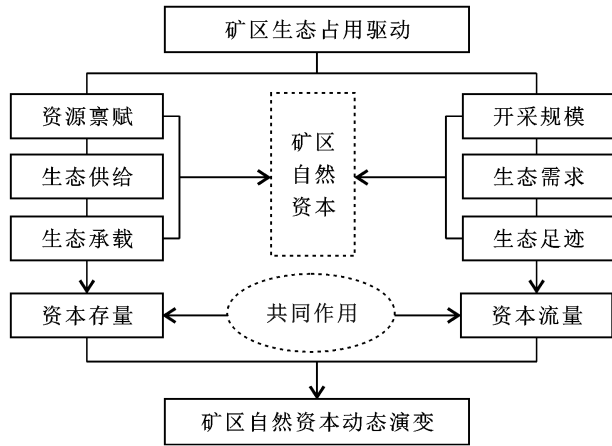 矿区生态占用驱动
资源禀赋
开采规模
矿区
自然
资本
生态供给
生态需求
生态承载
生态足迹
资本存量
共同作用
资本流量
矿区自然资本动态演变